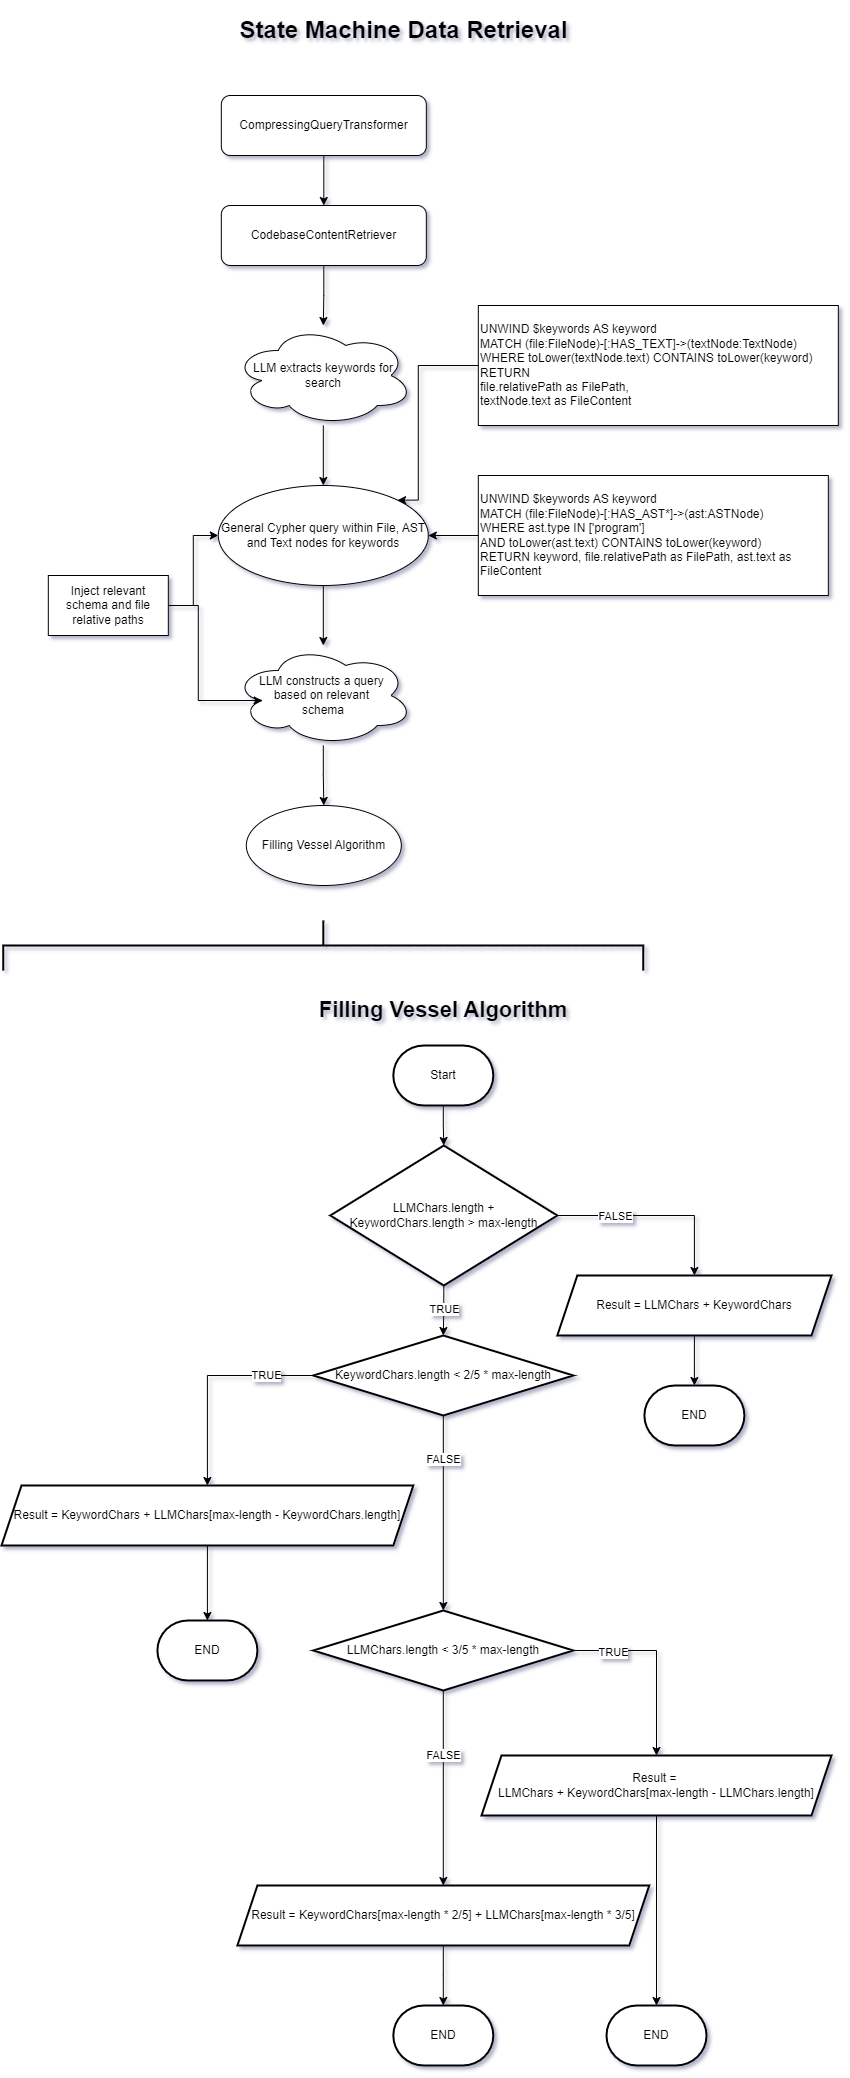 State Machine Data Retrieval
CompressingQueryTransformer
CodebaseContentRetriever
UNWIND $keywords AS keyword
MATCH (file:FileNode)-[:HAS_TEXT]->(textNode:TextNode)
WHERE toLower(textNode.text) CONTAINS toLower(keyword)
RETURN
file.relativePath as FilePath,
textNode.text as FileContent
LLM extracts keywords for
search
UNWIND $keywords AS keyword
MATCH (file:FileNode)-[:HAS_AST*]->(ast:ASTNode)
WHERE ast.type IN ['program']
AND toLower(ast.text) CONTAINS toLower(keyword)
RETURN keyword, file.relativePath as FilePath, ast.text as
FileContent
General Cypher query within File, AST
and Text nodes for keywords
Inject relevant
schema and file
relative paths
LLM constructs a query
based on relevant
schema
Filling Vessel Algorithm
Filling Vessel Algorithm
Start
LLMChars.length +
KeywordChars.length > max-length
FALSE
TRUE
Result = LLMChars + KeywordChars
KeywordChars.length < 2/5 * max-length
TRUE
END
FALSE
Result = KeywordChars + LLMChars[max-length - KeywordChars.length]
END
LLMChars.length < 3/5 * max-length
TRUE
FALSE
Result =
LLMChars + KeywordChars[max-length - LLMChars.length]
Result = KeywordChars[max-length * 2/5] + LLMChars[max-length * 3/5]
END
END